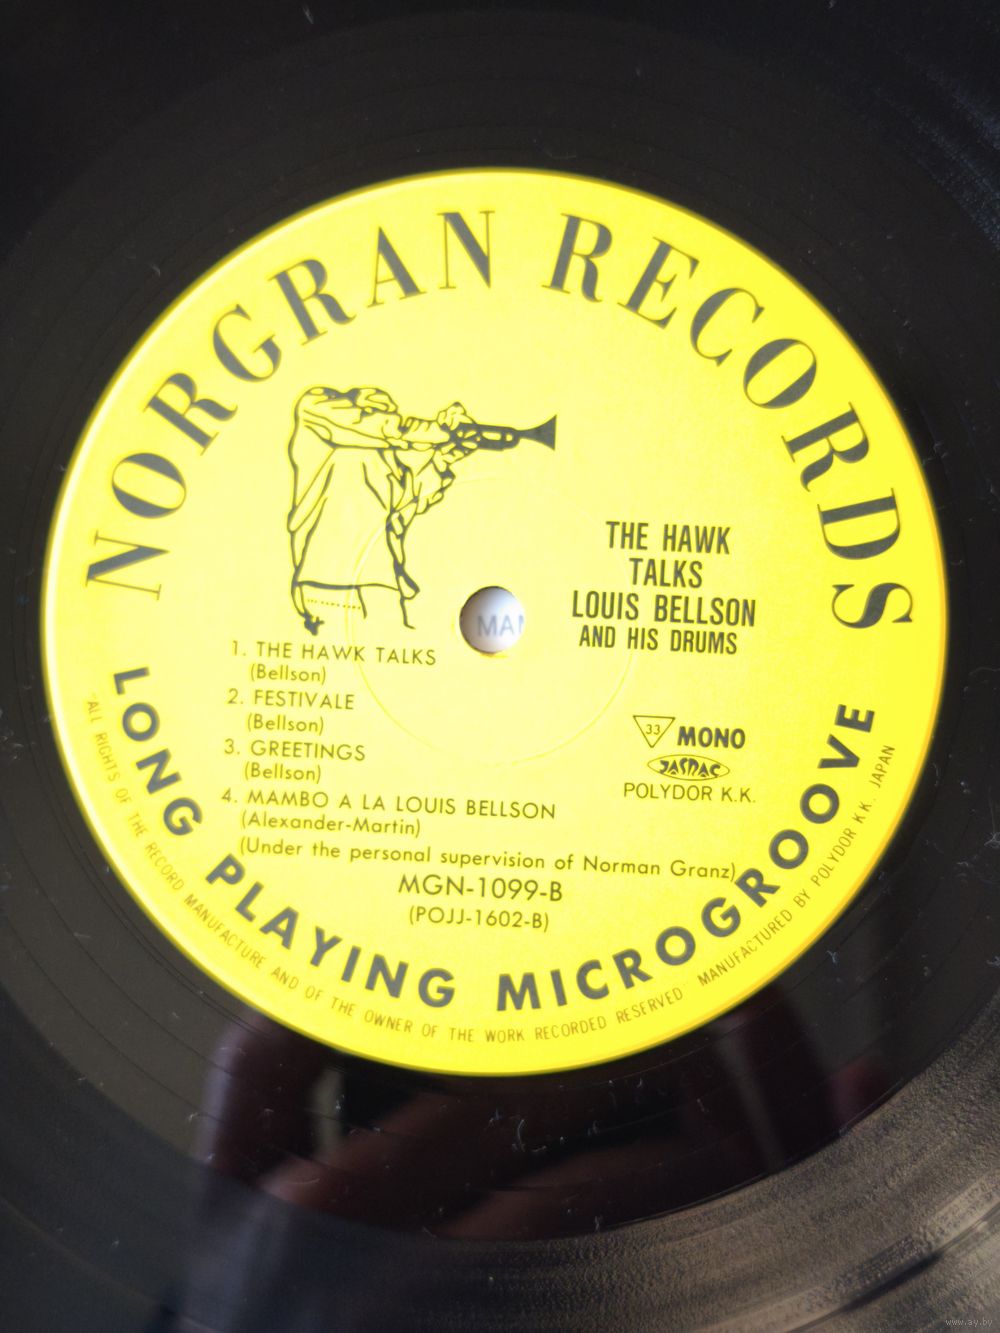 NORGRAN RECORDS
THE HAWK
TALKS
LOUIS BELLSON
AND HIS DRUMS
MAN
1. THE HAWK TALKS
(Bellson)
2. FESTIVALE
(Bellson)
3. GREETINGS
(Bellson)
4. MAMBO A LA LOUIS BELLSON
(Alexander-Martin)
(Under the personal supervision of Norman Granz)
MGN-1099-B
(POJJ-1602-B)
33 MONO
JASRAC
POLYDOR K.K.
LONG PLAYING MICROGROOVE
"ALL RIGHTS OF THE RECORD MANUFACTURE AND OF THE OWNER OF THE WORK RECORDED RESERVED" MANUFACTURED BY POLYDOR K.K. JAPAN
www.ay.by